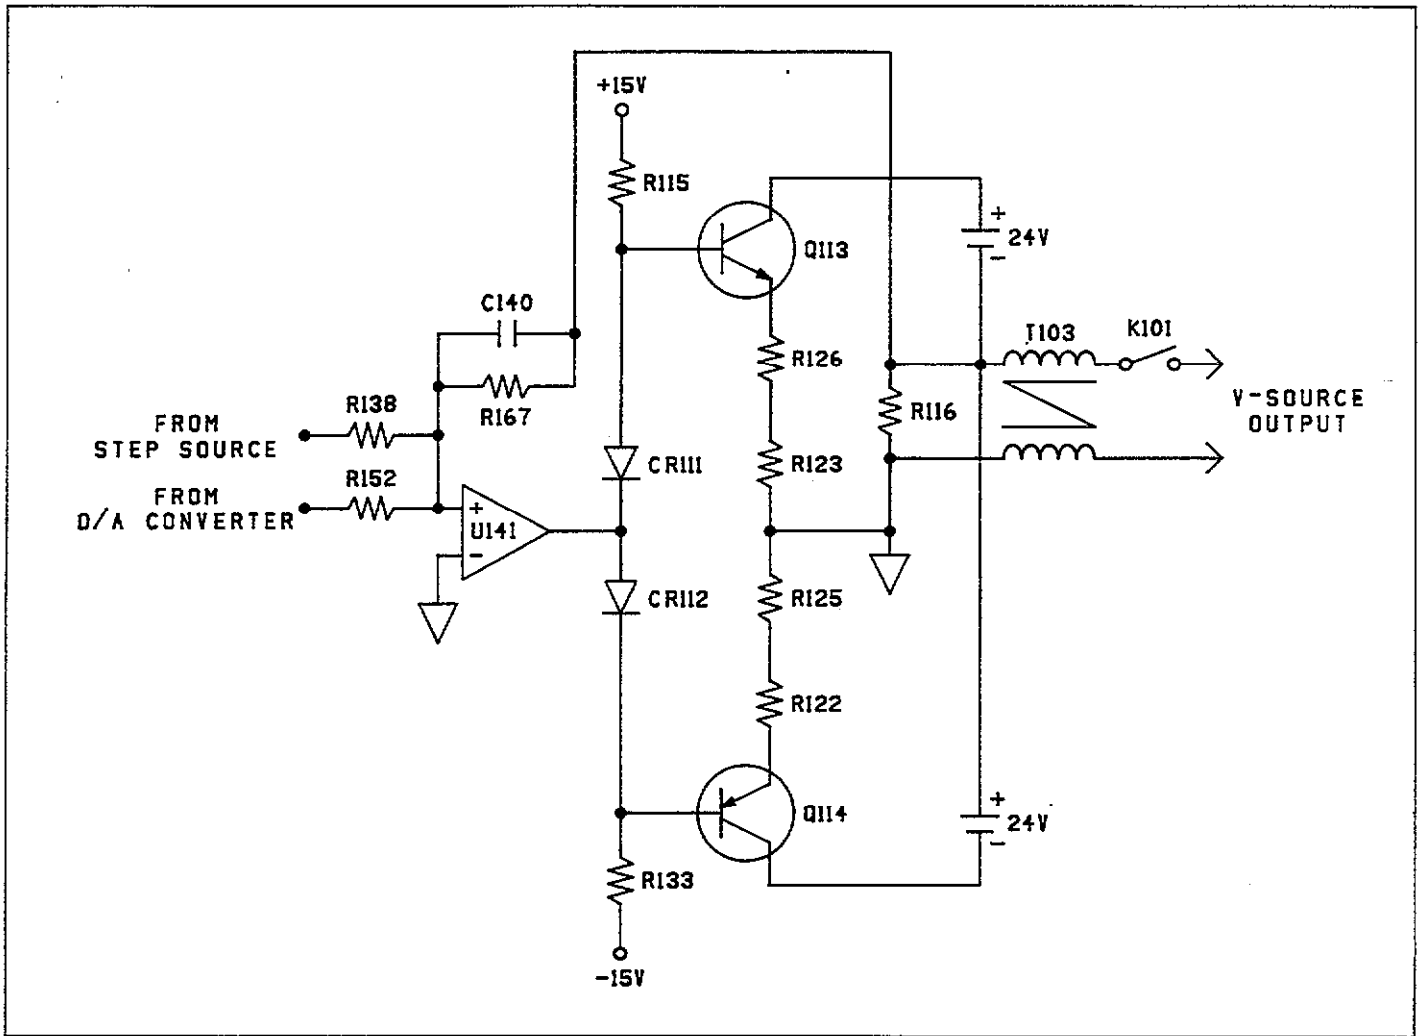 +15V
R115
Q113
+
24V
−
C140
R126
T103
K101
R167
R138
R116
V-SOURCE
OUTPUT
FROM
STEP SOURCE
CR111
R123
R152
FROM
D/A CONVERTER
+
U141
−
CR112
R125
R122
Q114
+
24V
−
R133
-15V